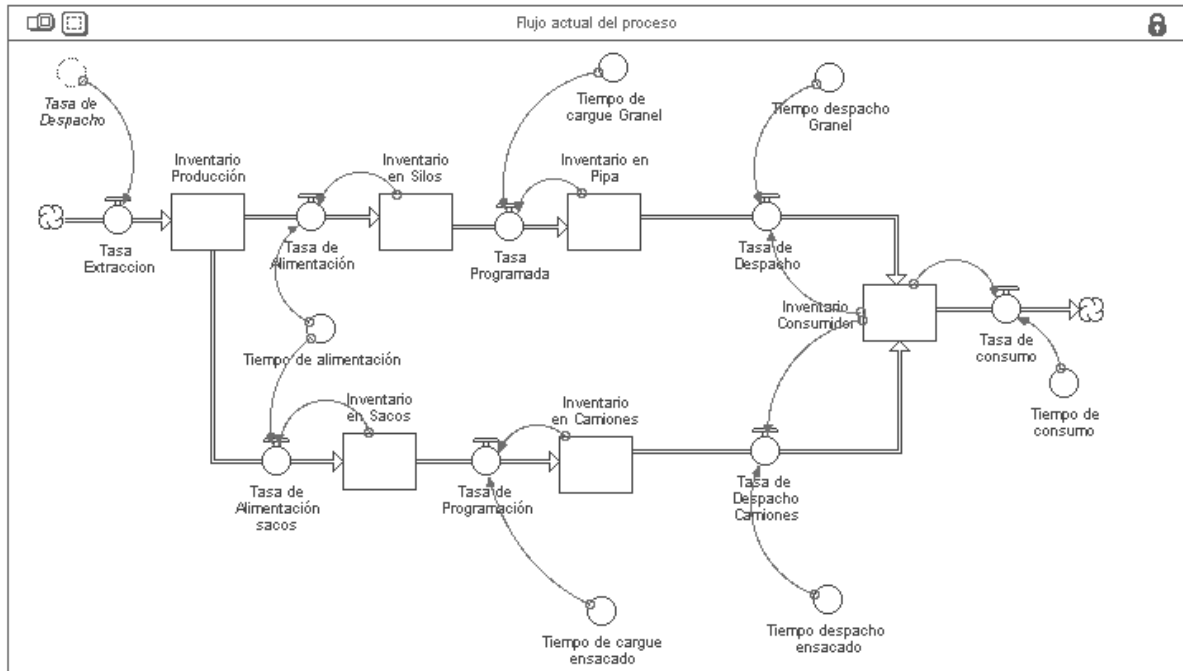 Flujo actual del proceso
Tasa de
Despacho
Tiempo de
cargue Granel
Tiempo despacho
Granel
Inventario
Producción
Inventario
en Silos
Inventario en
Pipa
Tasa
Extraccion
Tasa de
Alimentación
Tasa
Programada
Tasa de
Despacho
Inventario
Consumidor
Tasa de
consumo
Tiempo de alimentación
Tiempo de
consumo
Inventario
en Sacos
Inventario
en Camiones
Tasa de
Alimentación
sacos
Tasa de
Programación
Tasa de
Despacho
Camiones
Tiempo de cargue
ensacado
Tiempo despacho
ensacado